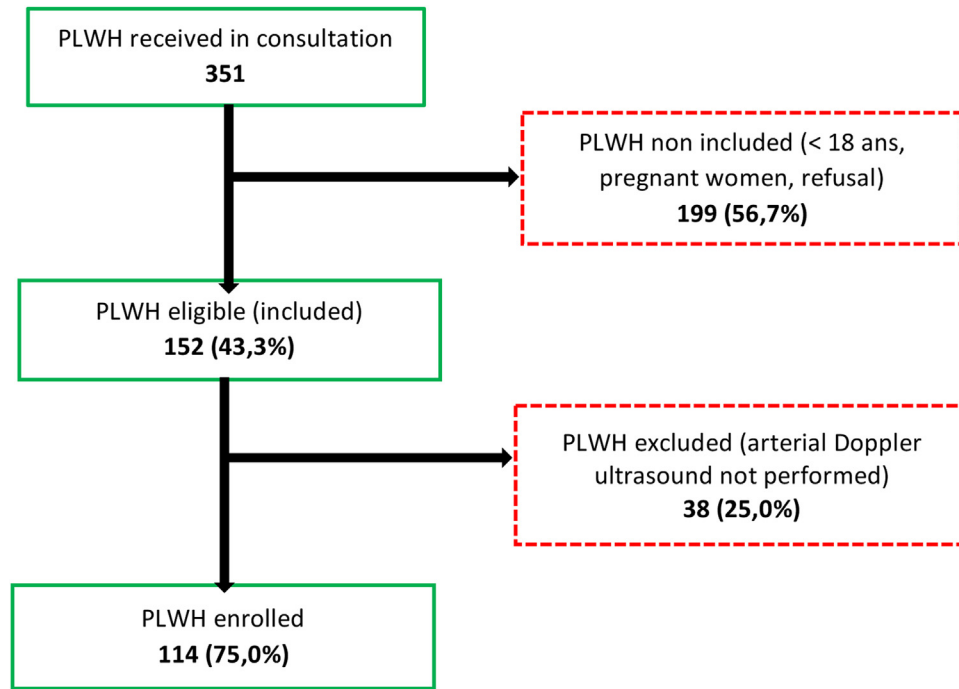 PLWH received in consultation
351
PLWH non included (< 18 ans,
pregnant women, refusal)
199 (56,7%)
PLWH eligible (included)
152 (43,3%)
PLWH excluded (arterial Doppler
ultrasound not performed)
38 (25,0%)
PLWH enrolled
114 (75,0%)